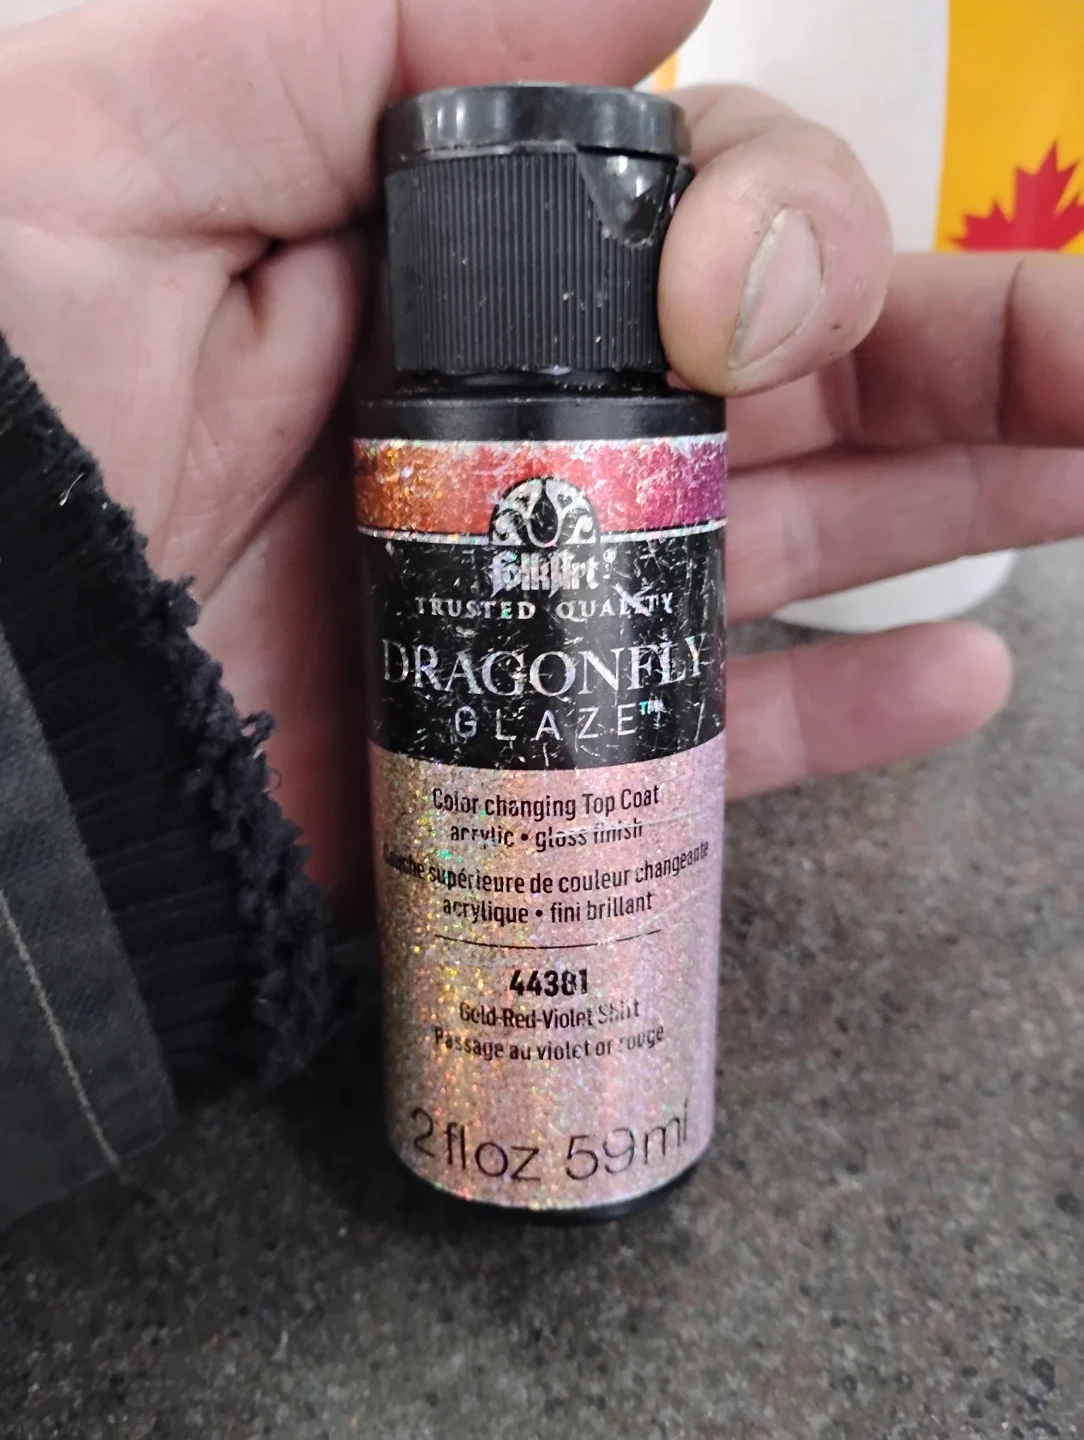 folkArt®
TRUSTED QUALITY
DRAGONFLY
GLAZE™
Color changing Top Coat
acrylic • gloss finish
Couche supérieure de couleur changeante
acrylique • fini brillant
44381
Gold-Red-Violet Shift
Passage au violet or rouge
2 fl oz 59 ml